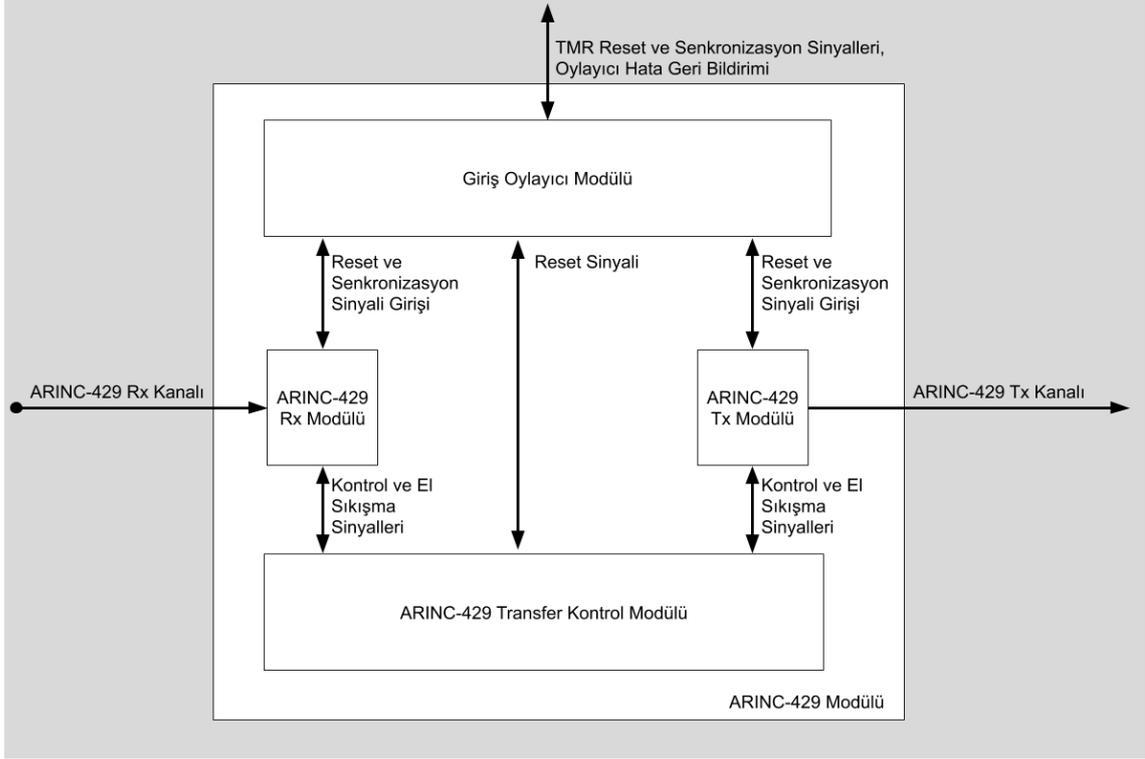 TMR Reset ve Senkronizasyon Sinyalleri,
Oylayıcı Hata Geri Bildirimi
Giriş Oylayıcı Modülü
Reset ve
Senkronizasyon
Sinyali Girişi
Reset Sinyali
Reset ve
Senkronizasyon
Sinyali Girişi
ARINC-429 Rx Kanalı
ARINC-429
Rx Modülü
ARINC-429
Tx Modülü
ARINC-429 Tx Kanalı
Kontrol ve El
Sıkışma
Sinyalleri
Kontrol ve El
Sıkışma
Sinyalleri
ARINC-429 Transfer Kontrol Modülü
ARINC-429 Modülü